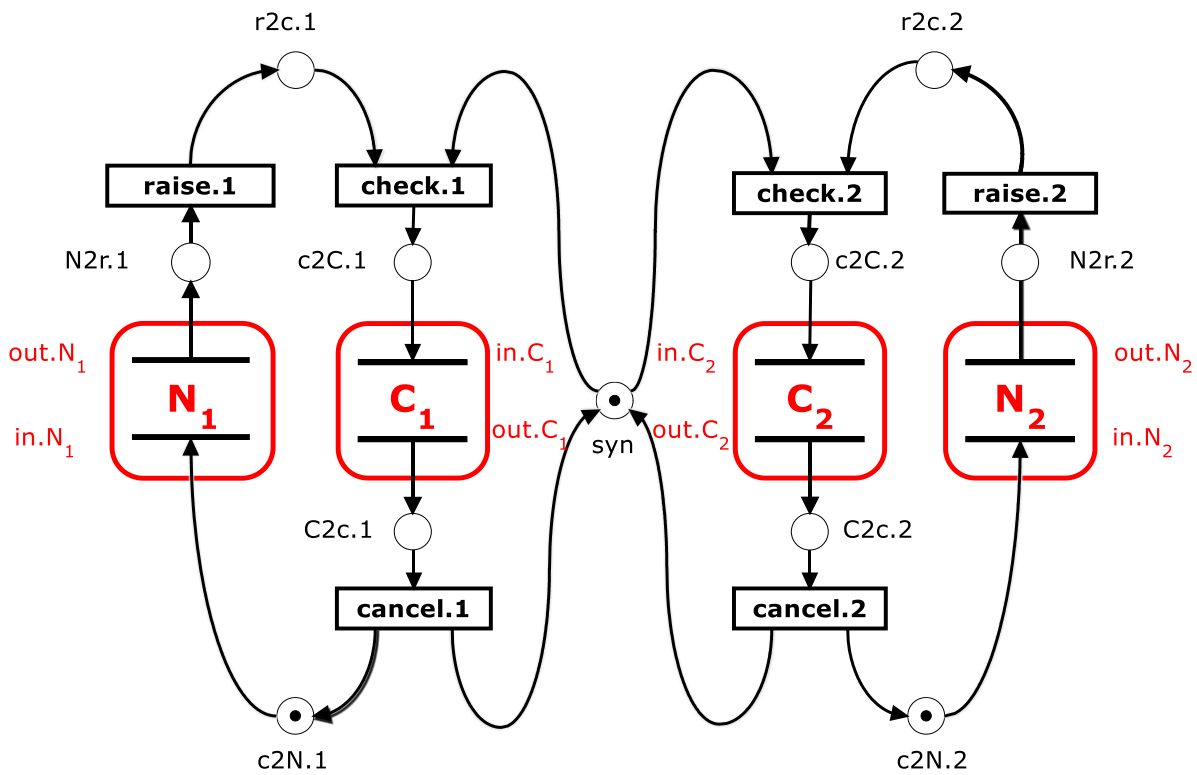 r2c.1 r2c.2
raise.1 check.1 check.2 raise.2
N2r.1 c2C.1 c2C.2 N2r.2
out.N1 in.C1 in.C2 out.N2
N1 C1 C2 N2
in.N1 out.C1 syn out.C2 in.N2
C2c.1 C2c.2
cancel.1 cancel.2
c2N.1 c2N.2